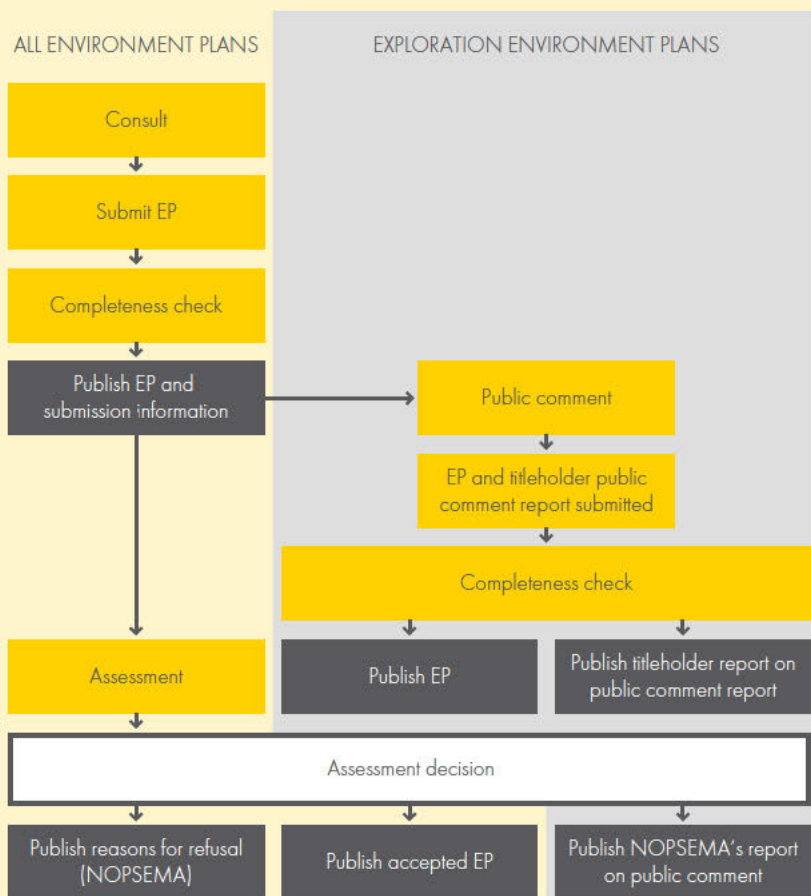 ALL ENVIRONMENT PLANS
EXPLORATION ENVIRONMENT PLANS
Consult
Submit EP
Completeness check
Publish EP and
submission information
Public comment
EP and titleholder public
comment report submitted
Completeness check
Assessment
Publish EP
Publish titleholder report on
public comment report
Assessment decision
Publish reasons for refusal
(NOPSEMA)
Publish accepted EP
Publish NOPSEMA's report
on public comment